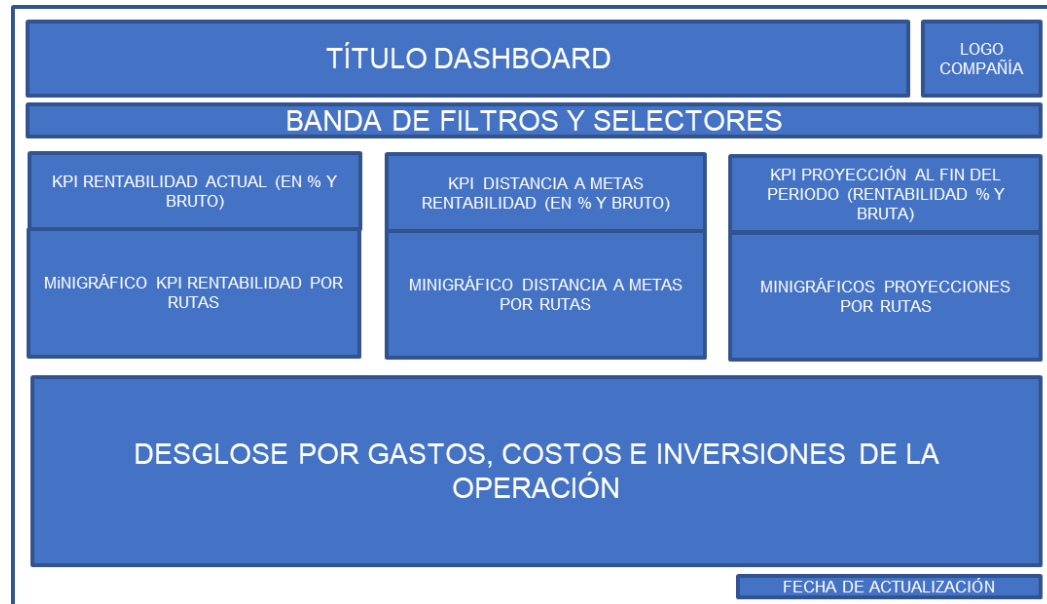 TÍTULO DASHBOARD
LOGO
COMPAÑÍA
BANDA DE FILTROS Y SELECTORES
KPI RENTABILIDAD ACTUAL (EN % Y
BRUTO)
KPI DISTANCIA A METAS
RENTABILIDAD (EN % Y BRUTO)
KPI PROYECCIÓN AL FIN DEL
PERIODO (RENTABILIDAD % Y
BRUTA)
MiNIGRÁFICO KPI RENTABILIDAD POR
RUTAS
MINIGRÁFICO DISTANCIA A METAS
POR RUTAS
MINIGRÁFICOS PROYECCIONES
POR RUTAS
DESGLOSE POR GASTOS, COSTOS E INVERSIONES DE LA
OPERACIÓN
FECHA DE ACTUALIZACIÓN